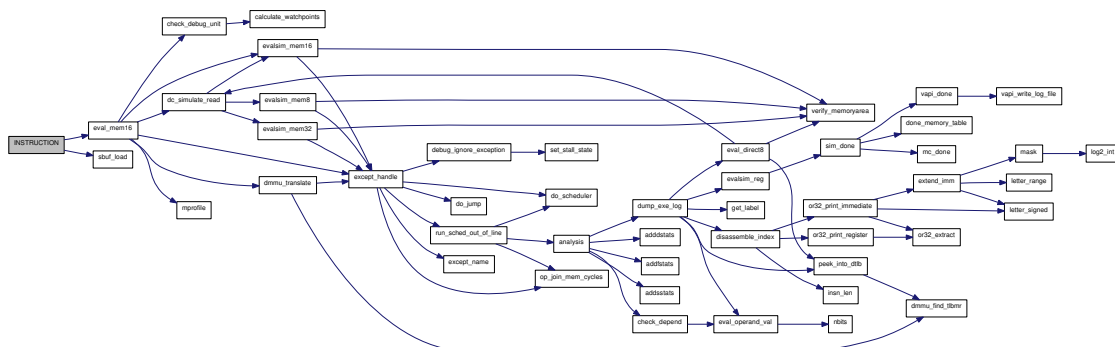 INSTRUCTION
eval_mem16
sbuf_load
check_debug_unit
dc_simulate_read
mprofile
calculate_watchpoints
evalsim_mem16
evalsim_mem8
evalsim_mem32
dmmu_translate
except_handle
debug_ignore_exception
do_jump
run_sched_out_of_line
except_name
set_stall_state
do_scheduler
analysis
op_join_mem_cycles
dump_exe_log
adddstats
addfstats
addsstats
check_depend
eval_direct8
evalsim_reg
get_label
disassemble_index
eval_operand_val
verify_memoryarea
sim_done
or32_print_immediate
or32_print_register
peek_into_dtlb
insn_len
nbits
vapi_done
done_memory_table
mc_done
extend_imm
or32_extract
dmmu_find_tlbmr
vapi_write_log_file
mask
letter_range
letter_signed
log2_int